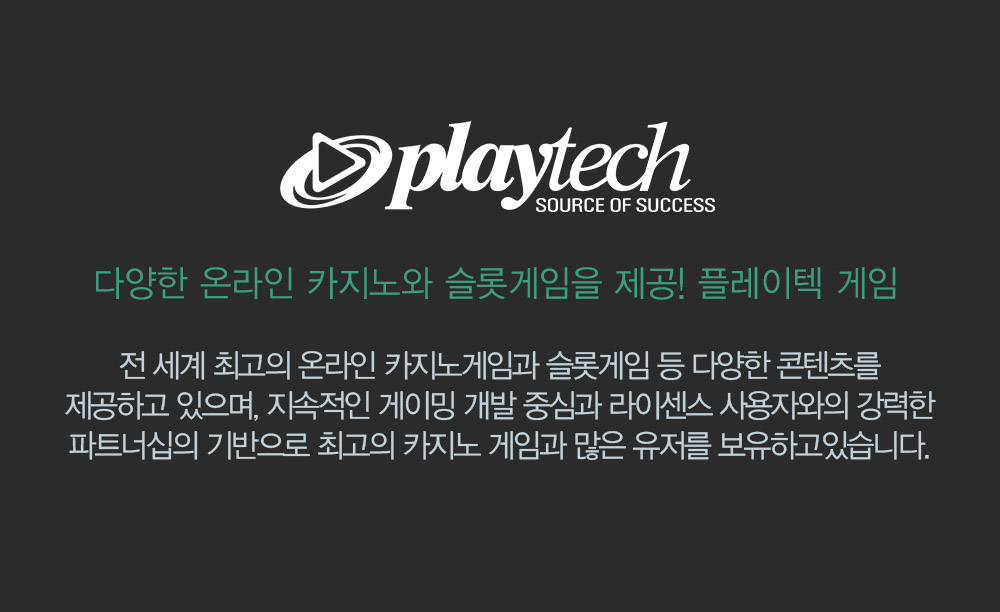 playtech
SOURCE OF SUCCESS
다양한 온라인 카지노와 슬롯게임을 제공! 플레이텍 게임
전 세계 최고의 온라인 카지노게임과 슬롯게임 등 다양한 콘텐츠를
제공하고 있으며, 지속적인 게이밍 개발 중심과 라이센스 사용자와의 강력한
파트너십의 기반으로 최고의 카지노 게임과 많은 유저를 보유하고있습니다.